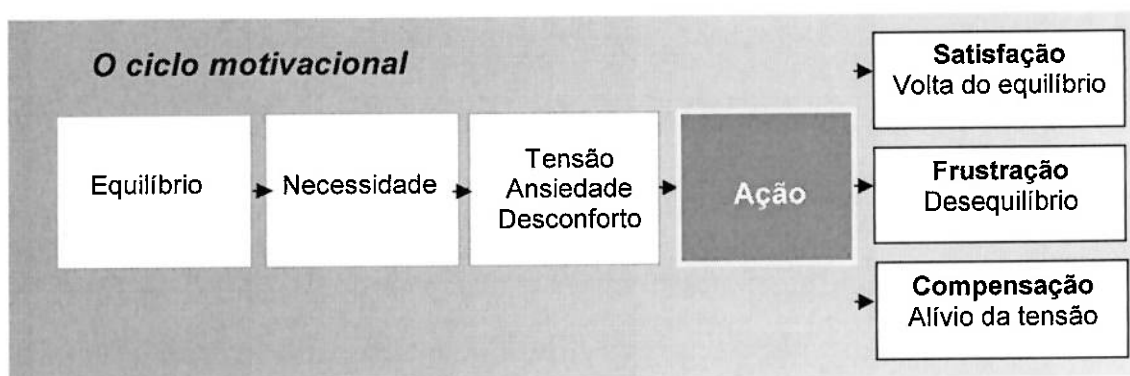 O ciclo motivacional
Equilíbrio
Necessidade
Tensão
Ansiedade
Desconforto
Ação
Satisfação
Volta do equilíbrio
Frustração
Desequilíbrio
Compensação
Alívio da tensão